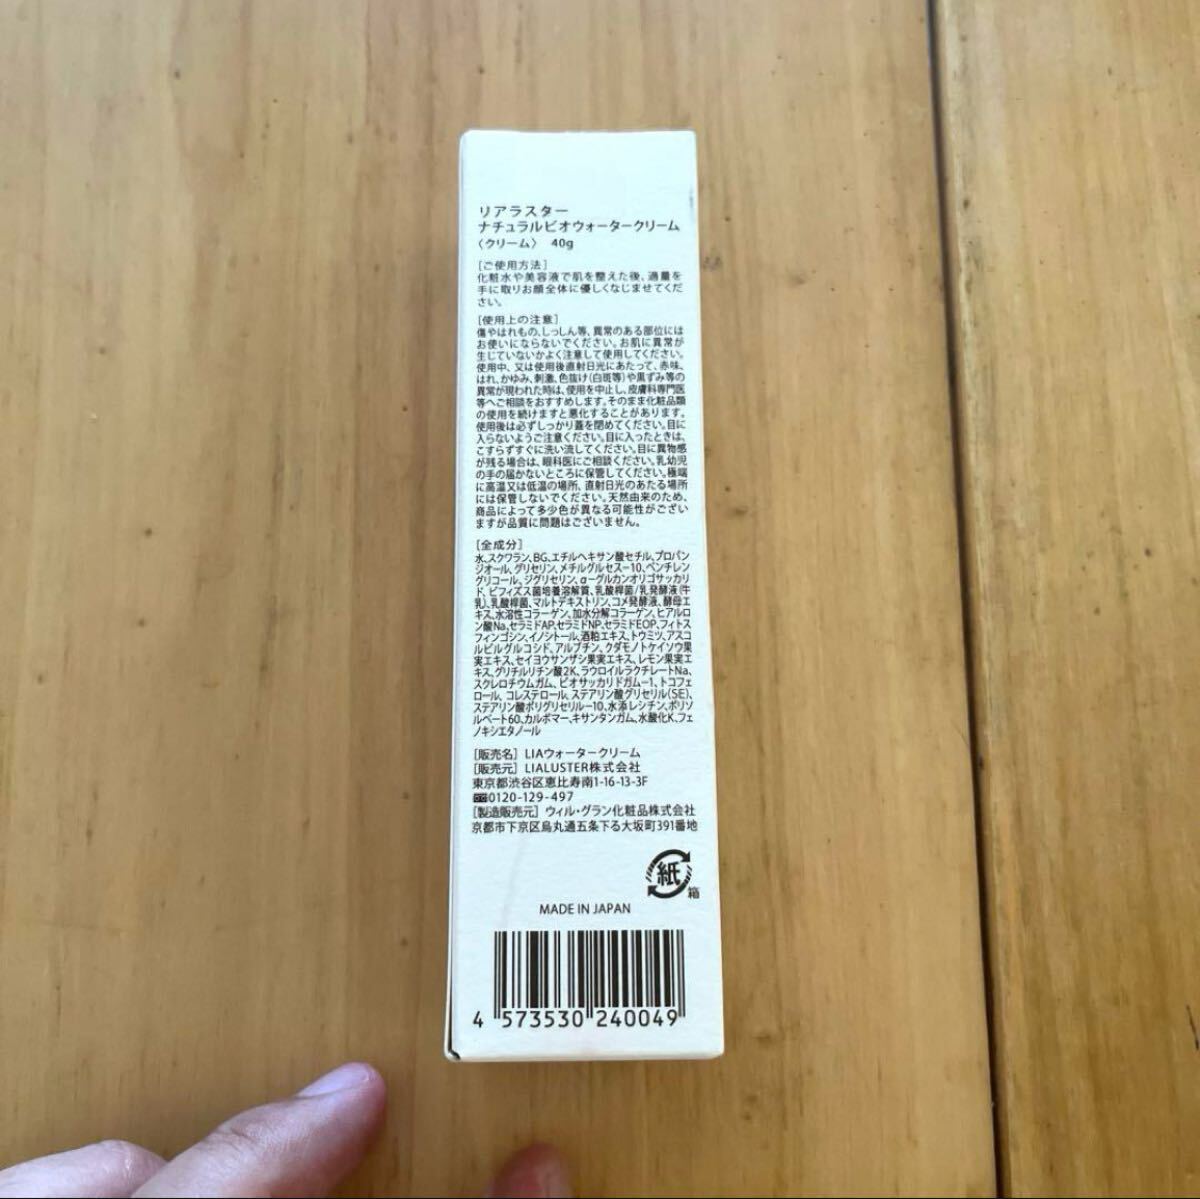 リアラスター
ナチュラルビオウォータークリーム
〈クリーム〉 40g
[ご使用方法]
化粧水や美容液で肌を整えた後、適量を
手に取りお顔全体に優しくなじませてくだ
さい。
[使用上の注意]
傷やはれもの、しっしん等、異常のある部位には
お使いにならないでください。お肌に異常が
生じていないかよく注意して使用してください。
使用中、又は使用後直射日光にあたって、赤味、
はれ、かゆみ、刺激、色抜け(白斑等)や黒ずみ等の
異常が現われた時は、使用を中止し、皮膚科専門医
等へご相談をおすすめします。そのまま化粧品類
の使用を続けますと悪化することがあります。
使用後は必ずしっかり蓋を閉めてください。目に
入らないようご注意ください。目に入ったときは、
こすらずすぐに洗い流してください。目に異物感
が残る場合は、眼科医にご相談ください。乳幼児
の手の届かないところに保管してください。極端
に高温又は低温の場所、直射日光のあたる場所
には保管しないでください。天然由来のため、
商品によって多少色が異なる可能性がござい
ますが品質に問題はございません。
[全成分]
水、スクワラン、BG、エチルヘキサン酸セチル、プロパン
ジオール、グリセリン、メチルグルセス-10、ペンチレン
グリコール、ジグリセリン、α-グルカンオリゴサッカリ
ド、ビフィズス菌培養溶解質、乳酸桿菌/乳発酵液(牛
乳)、乳酸桿菌、マルトデキストリン、コメ発酵液、酵母エ
キス、水溶性コラーゲン、加水分解コラーゲン、ヒアルロ
ン酸Na、セラミドAP、セラミドNP、セラミドEOP、フィトス
フィンゴシン、イノシトール、酒粕エキス、トウミツ、アスコ
ルビルグルコシド、アルブチン、クダモノトケイソウ果
実エキス、セイヨウサンザシ果実エキス、レモン果実エ
キス、グリチルリチン酸2K、ラウロイルラクチレートNa、
スクレロチウムガム、ビオサッカリドガム-1、トコフェ
ロール、コレステロール、ステアリン酸グリセリル(SE)、
ステアリン酸ポリグリセリル-10、水添レシチン、ポリソ
ルベート60、カルボマー、キサンタンガム、水酸化K、フェ
ノキシエタノール
[販売名] LIAウォータークリーム
[販売元] LIALUSTER株式会社
東京都渋谷区恵比寿南1-16-13-3F
0120-129-497
[製造販売元] ウィル・グラン化粧品株式会社
京都市下京区烏丸通五条下る大坂町391番地
紙
箱
MADE IN JAPAN
4 573530 240049